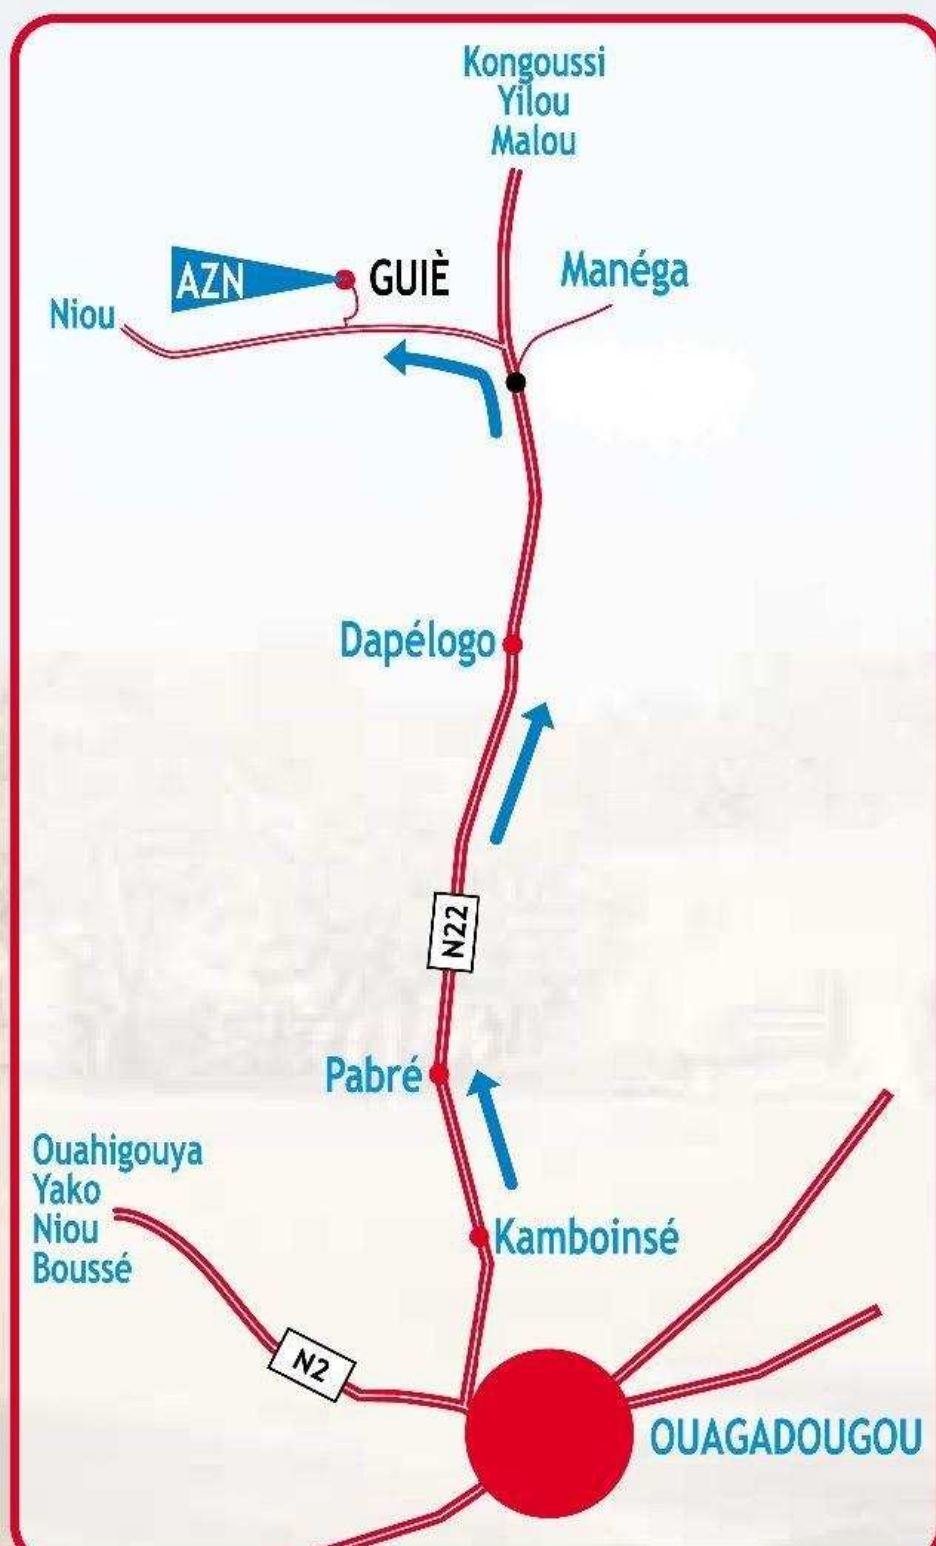 Kongoussi
Yilou
Malou
AZN
GUIÈ
Manéga
Niou
Dapélogo
N22
Pabré
Ouahigouya
Yako
Niou
Boussé
Kamboinsé
N2
OUAGADOUGOU